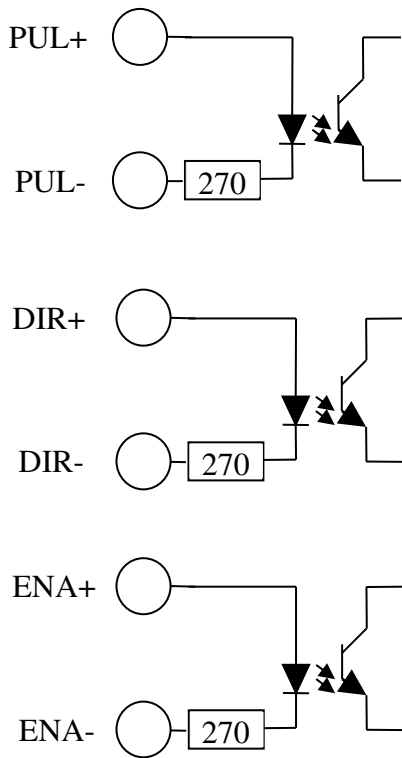 PUL+
PUL-
270
DIR+
DIR-
270
ENA+
ENA-
270